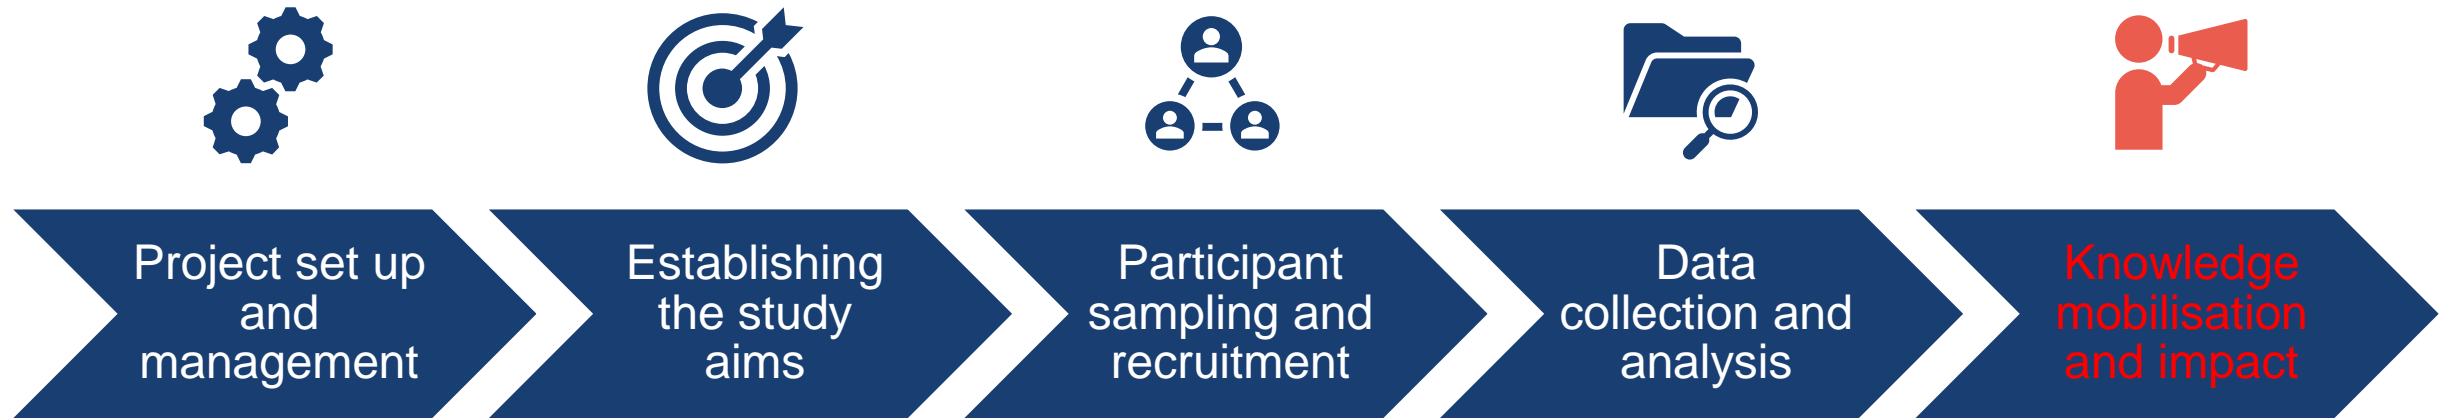 Project set up
and
management
Establishing
the study
aims
Participant
sampling and
recruitment
Data
collection and
analysis
Knowledge
mobilisation
and impact